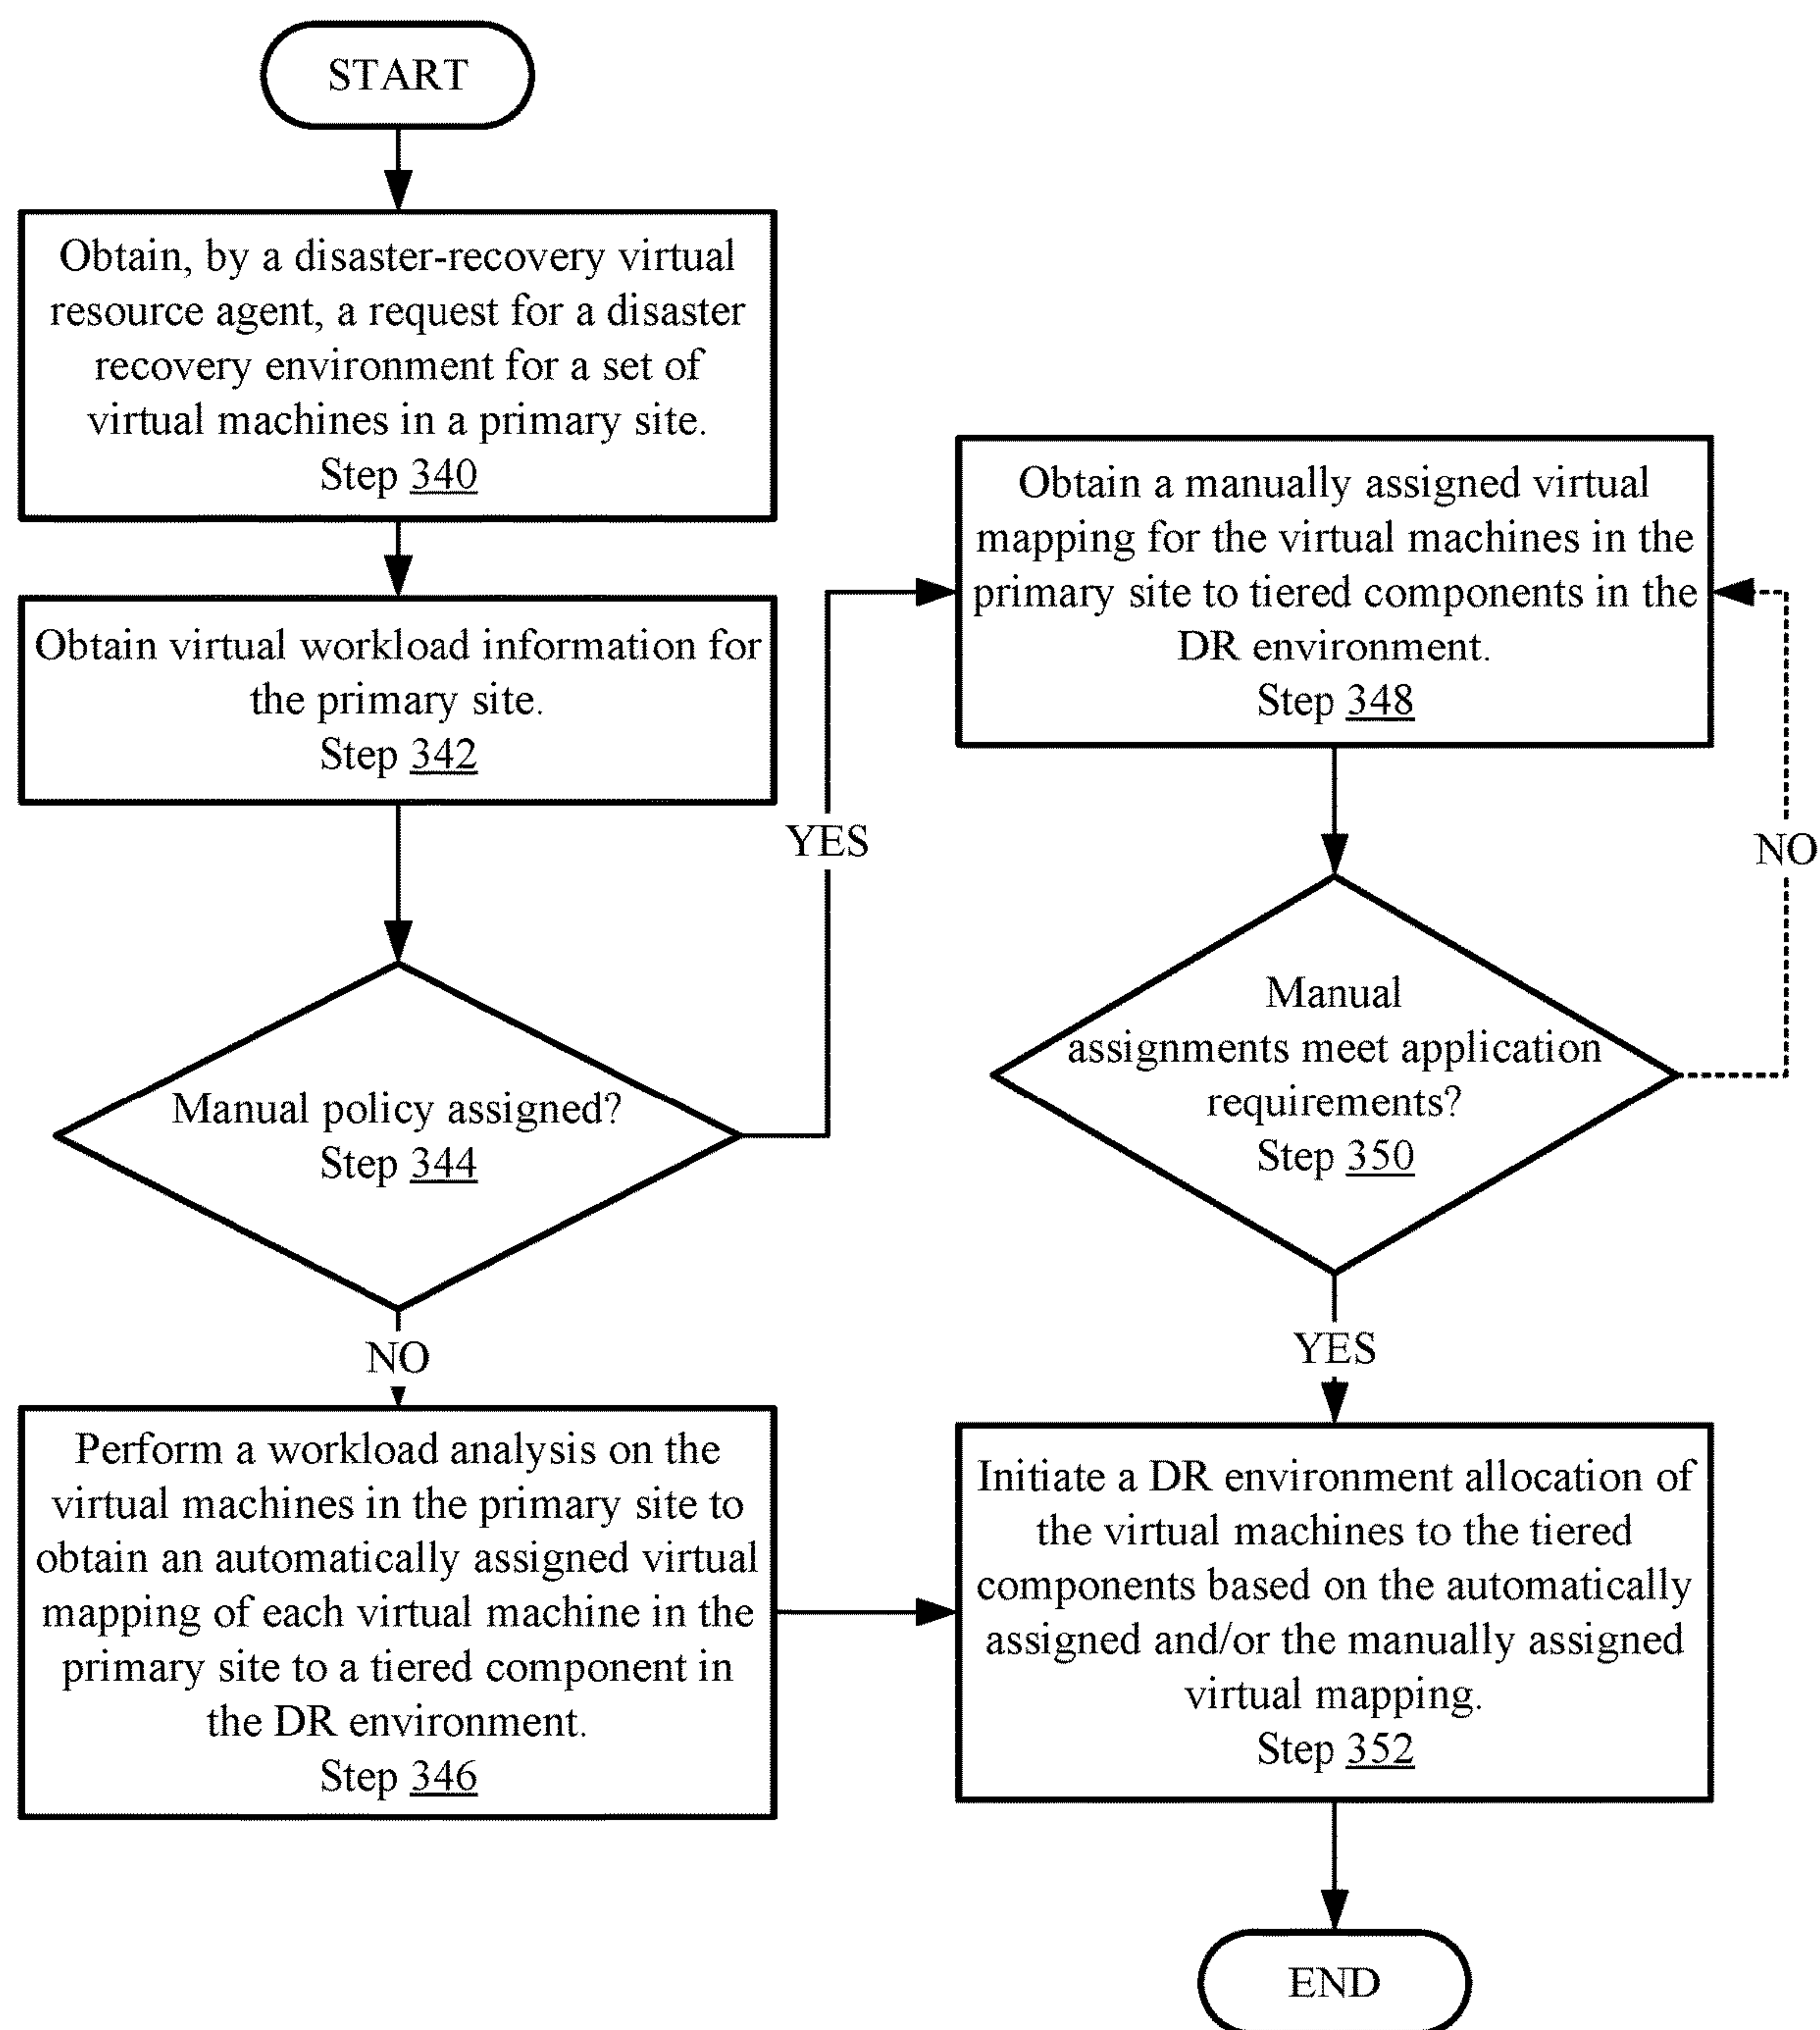 START
Obtain, by a disaster-recovery virtual
resource agent, a request for a disaster
recovery environment for a set of
virtual machines in a primary site.
Step 340
Obtain virtual workload information for
the primary site.
Step 342
Manual policy assigned?
Step 344
YES
NO
Perform a workload analysis on the
virtual machines in the primary site to
obtain an automatically assigned virtual
mapping of each virtual machine in the
primary site to a tiered component in
the DR environment.
Step 346
Obtain a manually assigned virtual
mapping for the virtual machines in the
primary site to tiered components in the
DR environment.
Step 348
Manual
assignments meet application
requirements?
Step 350
NO
YES
Initiate a DR environment allocation of
the virtual machines to the tiered
components based on the automatically
assigned and/or the manually assigned
virtual mapping.
Step 352
END